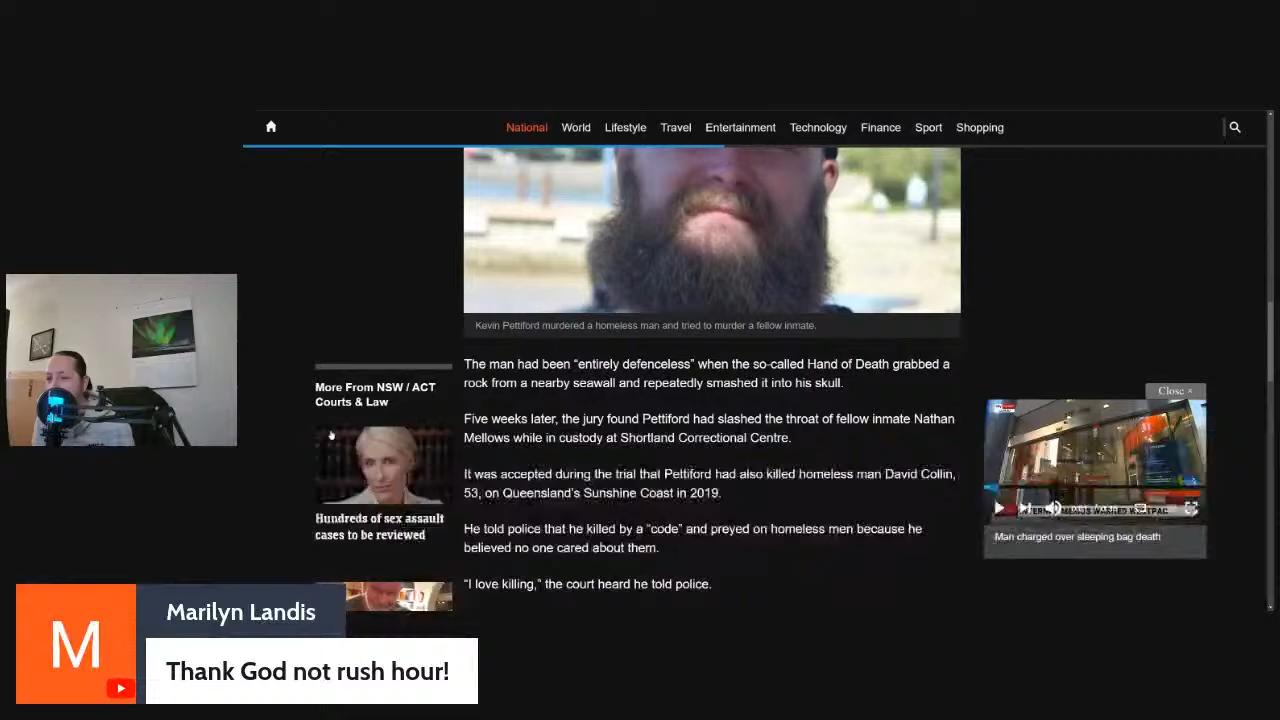 National World Lifestyle Travel Entertainment Technology Finance Sport Shopping
Kevin Pettiford murdered a homeless man and tried to murder a fellow inmate.
The man had been “entirely defenceless” when the so-called Hand of Death grabbed a
rock from a nearby seawall and repeatedly smashed it into his skull.
Five weeks later, the jury found Pettiford had slashed the throat of fellow inmate Nathan
Mellows while in custody at Shortland Correctional Centre.
It was accepted during the trial that Pettiford had also killed homeless man David Collin,
53, on Queensland’s Sunshine Coast in 2019.
He told police that he killed by a “code” and preyed on homeless men because he
believed no one cared about them.
“I love killing,” the court heard he told police.
More From NSW / ACT
Courts & Law
Hundreds of sex assault
cases to be reviewed
Close ×
WARNED WESTPAC
Man charged over sleeping bag death
M
Marilyn Landis
Thank God not rush hour!